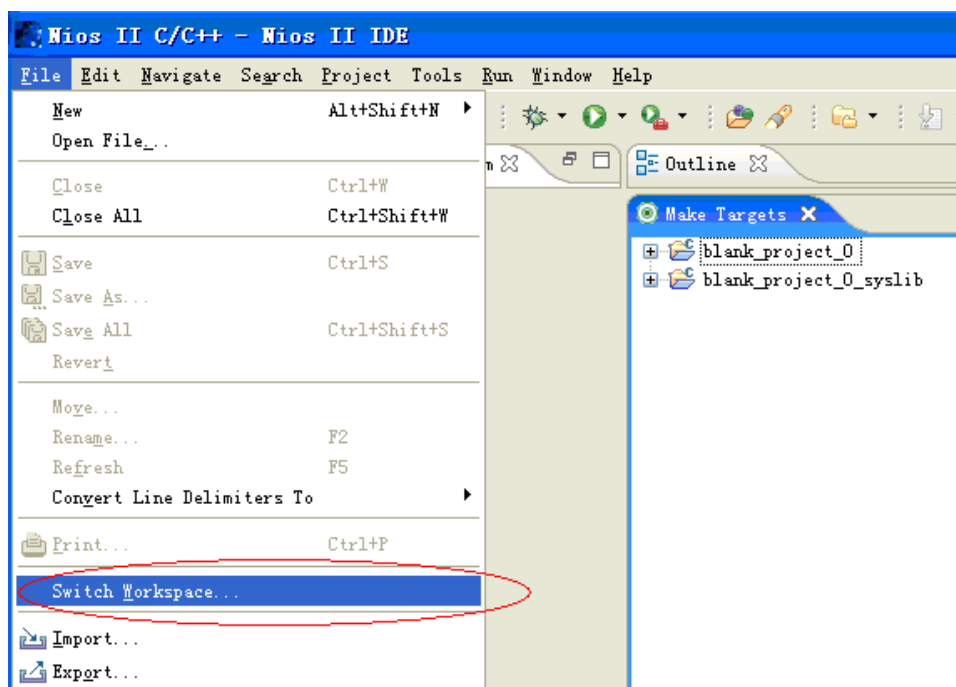 Nios II C/C++ - Nios II IDE
File Edit Navigate Search Project Tools Run Window Help
New Alt+Shift+N
Open File...
Close Ctrl+W
Close All Ctrl+Shift+W
Save Ctrl+S
Save As...
Save All Ctrl+Shift+S
Revert
Move...
Rename... F2
Refresh F5
Convert Line Delimiters To
Print... Ctrl+P
Switch Workspace...
Import...
Export...
Outline
Make Targets
blank_project_0
blank_project_0_syslib